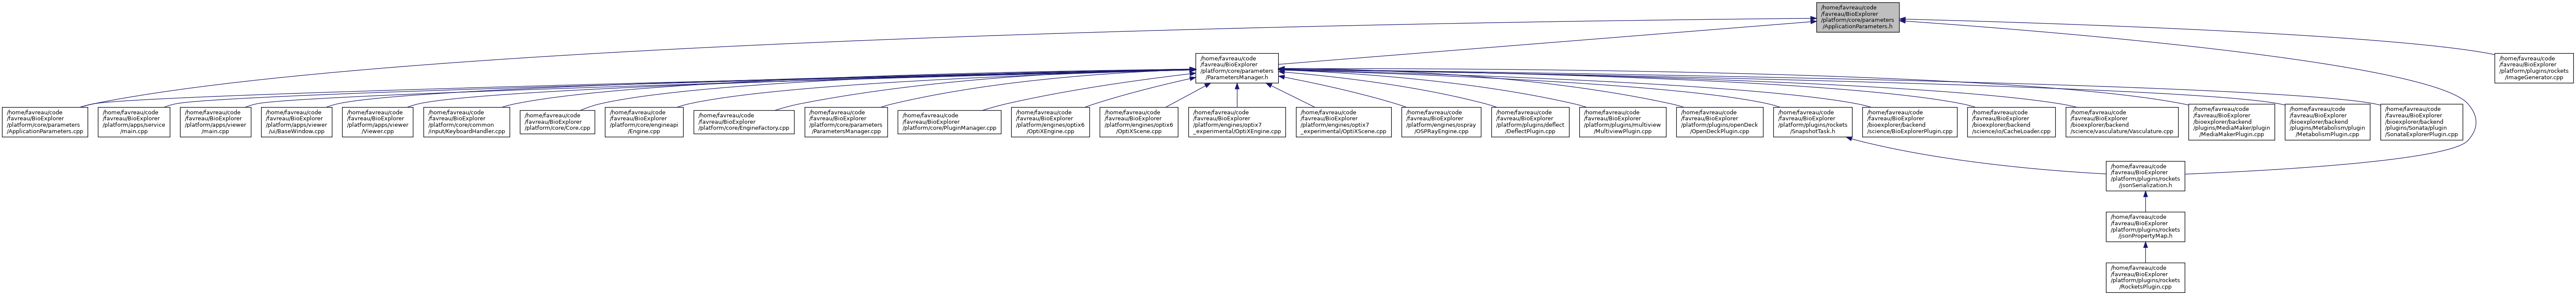 /home/favreau/code
/favreau/BioExplorer
/platform/core/parameters
/ApplicationParameters.h
/home/favreau/code
/favreau/BioExplorer
/platform/core/parameters
/ParametersManager.h
/home/favreau/code
/favreau/BioExplorer
/platform/plugins/rockets
/ImageGenerator.cpp
/home/favreau/code
/favreau/BioExplorer
/platform/core/parameters
/ApplicationParameters.cpp
/home/favreau/code
/favreau/BioExplorer
/platform/apps/service
/main.cpp
/home/favreau/code
/favreau/BioExplorer
/platform/apps/viewer
/main.cpp
/home/favreau/code
/favreau/BioExplorer
/platform/apps/viewer
/ui/BaseWindow.cpp
/home/favreau/code
/favreau/BioExplorer
/platform/apps/viewer
/Viewer.cpp
/home/favreau/code
/favreau/BioExplorer
/platform/core/common
/input/KeyboardHandler.cpp
/home/favreau/code
/favreau/BioExplorer
/platform/core/Core.cpp
/home/favreau/code
/favreau/BioExplorer
/platform/core/engineapi
/Engine.cpp
/home/favreau/code
/favreau/BioExplorer
/platform/core/EngineFactory.cpp
/home/favreau/code
/favreau/BioExplorer
/platform/core/parameters
/ParametersManager.cpp
/home/favreau/code
/favreau/BioExplorer
/platform/core/PluginManager.cpp
/home/favreau/code
/favreau/BioExplorer
/platform/engines/optix6
/OptiXEngine.cpp
/home/favreau/code
/favreau/BioExplorer
/platform/engines/optix6
/OptiXScene.cpp
/home/favreau/code
/favreau/BioExplorer
/platform/engines/optix7
_experimental/OptiXEngine.cpp
/home/favreau/code
/favreau/BioExplorer
/platform/engines/optix7
_experimental/OptiXScene.cpp
/home/favreau/code
/favreau/BioExplorer
/platform/engines/ospray
/OSPRayEngine.cpp
/home/favreau/code
/favreau/BioExplorer
/platform/plugins/deflect
/DeflectPlugin.cpp
/home/favreau/code
/favreau/BioExplorer
/platform/plugins/multiview
/MultiviewPlugin.cpp
/home/favreau/code
/favreau/BioExplorer
/platform/plugins/openDeck
/OpenDeckPlugin.cpp
/home/favreau/code
/favreau/BioExplorer
/platform/plugins/rockets
/SnapshotTask.h
/home/favreau/code
/favreau/BioExplorer
/bioexplorer/backend
/science/BioExplorerPlugin.cpp
/home/favreau/code
/favreau/BioExplorer
/bioexplorer/backend
/science/io/CacheLoader.cpp
/home/favreau/code
/favreau/BioExplorer
/bioexplorer/backend
/science/vasculature/Vasculature.cpp
/home/favreau/code
/favreau/BioExplorer
/bioexplorer/backend
/plugins/MediaMaker/plugin
/MediaMakerPlugin.cpp
/home/favreau/code
/favreau/BioExplorer
/bioexplorer/backend
/plugins/Metabolism/plugin
/MetabolismPlugin.cpp
/home/favreau/code
/favreau/BioExplorer
/bioexplorer/backend
/plugins/Sonata/plugin
/SonataExplorerPlugin.cpp
/home/favreau/code
/favreau/BioExplorer
/platform/plugins/rockets
/jsonSerialization.h
/home/favreau/code
/favreau/BioExplorer
/platform/plugins/rockets
/jsonPropertyMap.h
/home/favreau/code
/favreau/BioExplorer
/platform/plugins/rockets
/RocketsPlugin.cpp